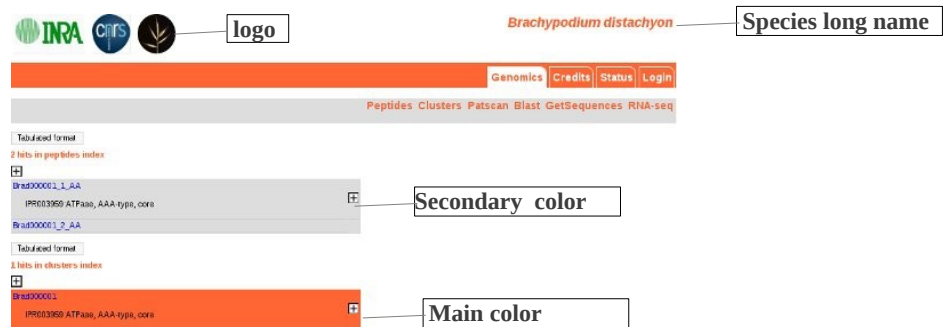 INRA cnrs logo Brachypodium distachyon Species long name
Genomics Credits Status Login
Peptides Clusters Patscan Blast GetSequences RNA-seq
Tabulated format
2 hits in peptides index
Brad000001_1_AA
IPR003959 ATPase, AAA-type, core
Secondary color
Brad000001_2_AA
Tabulated format
1 hits in clusters index
Brad000001
IPR003959 ATPase, AAA-type, core
Main color